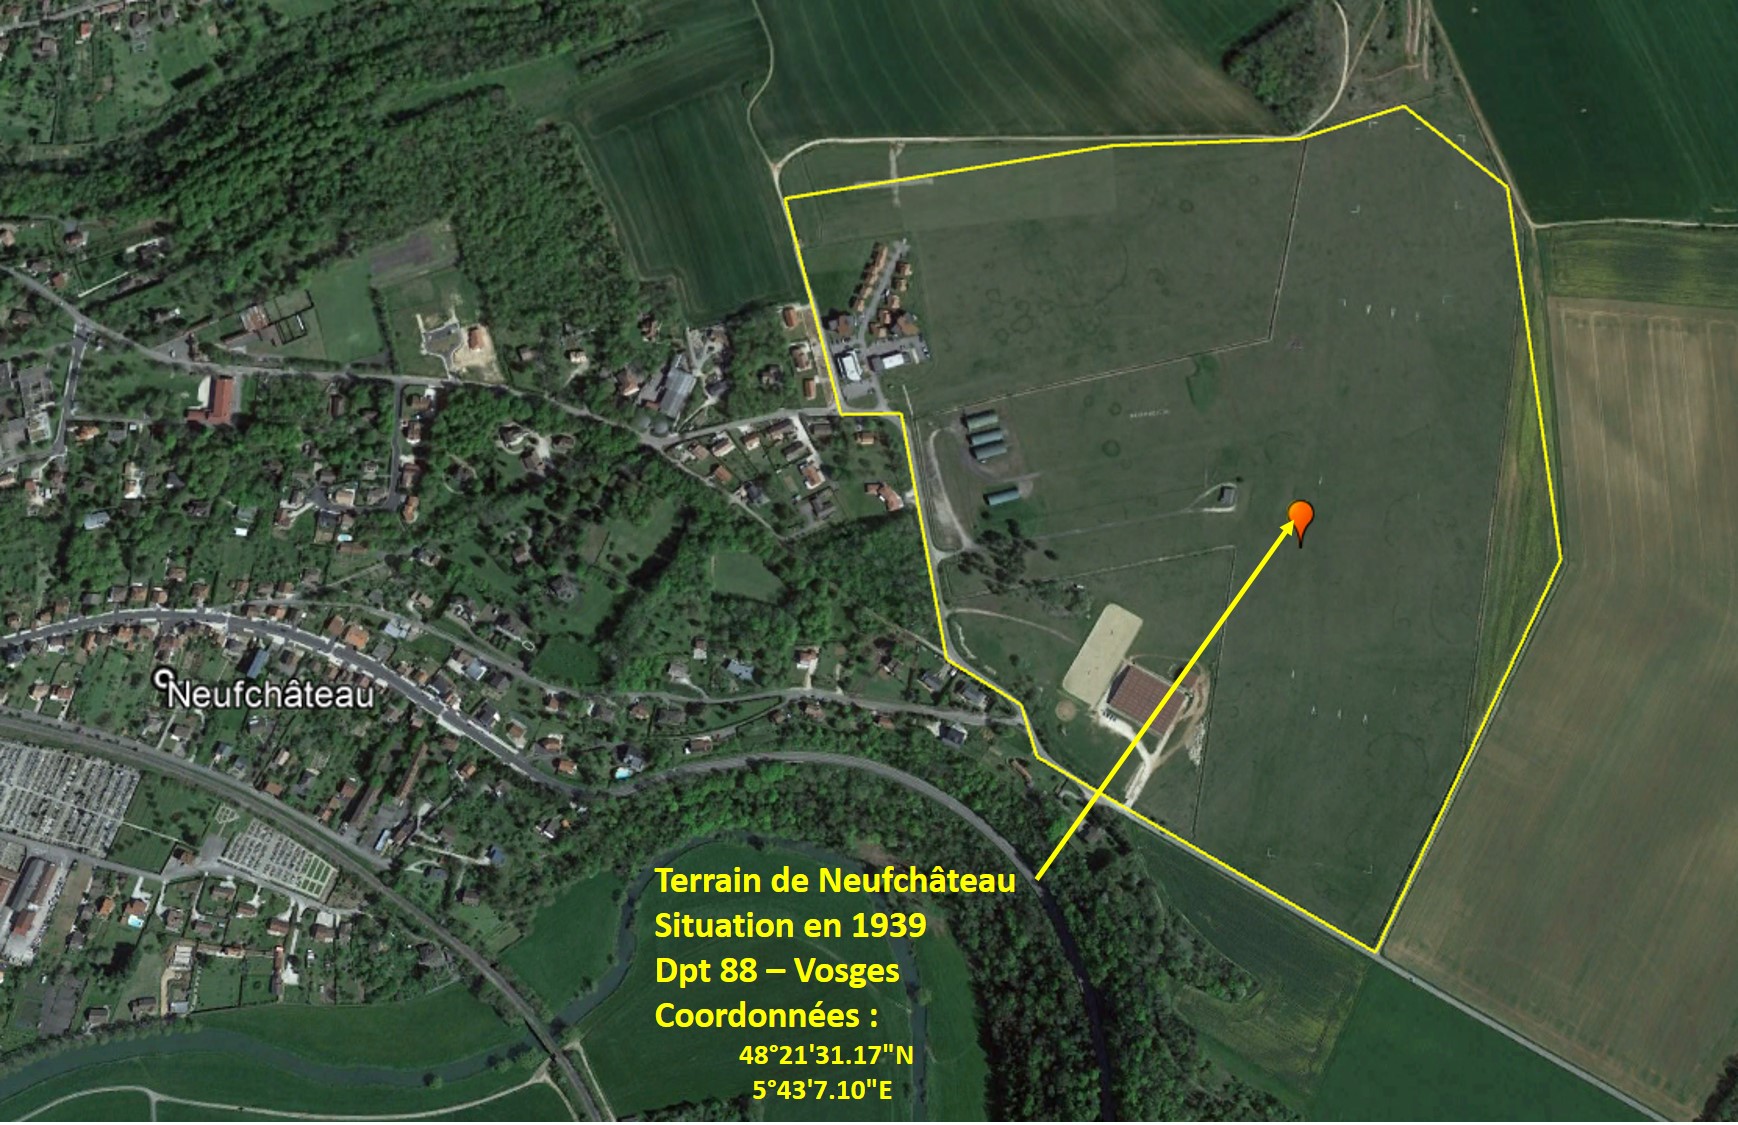 Neufchâteau
Terrain de Neufchâteau
Situation en 1939
Dpt 88 – Vosges
Coordonnées :
48°21'31.17"N
5°43'7.10"E